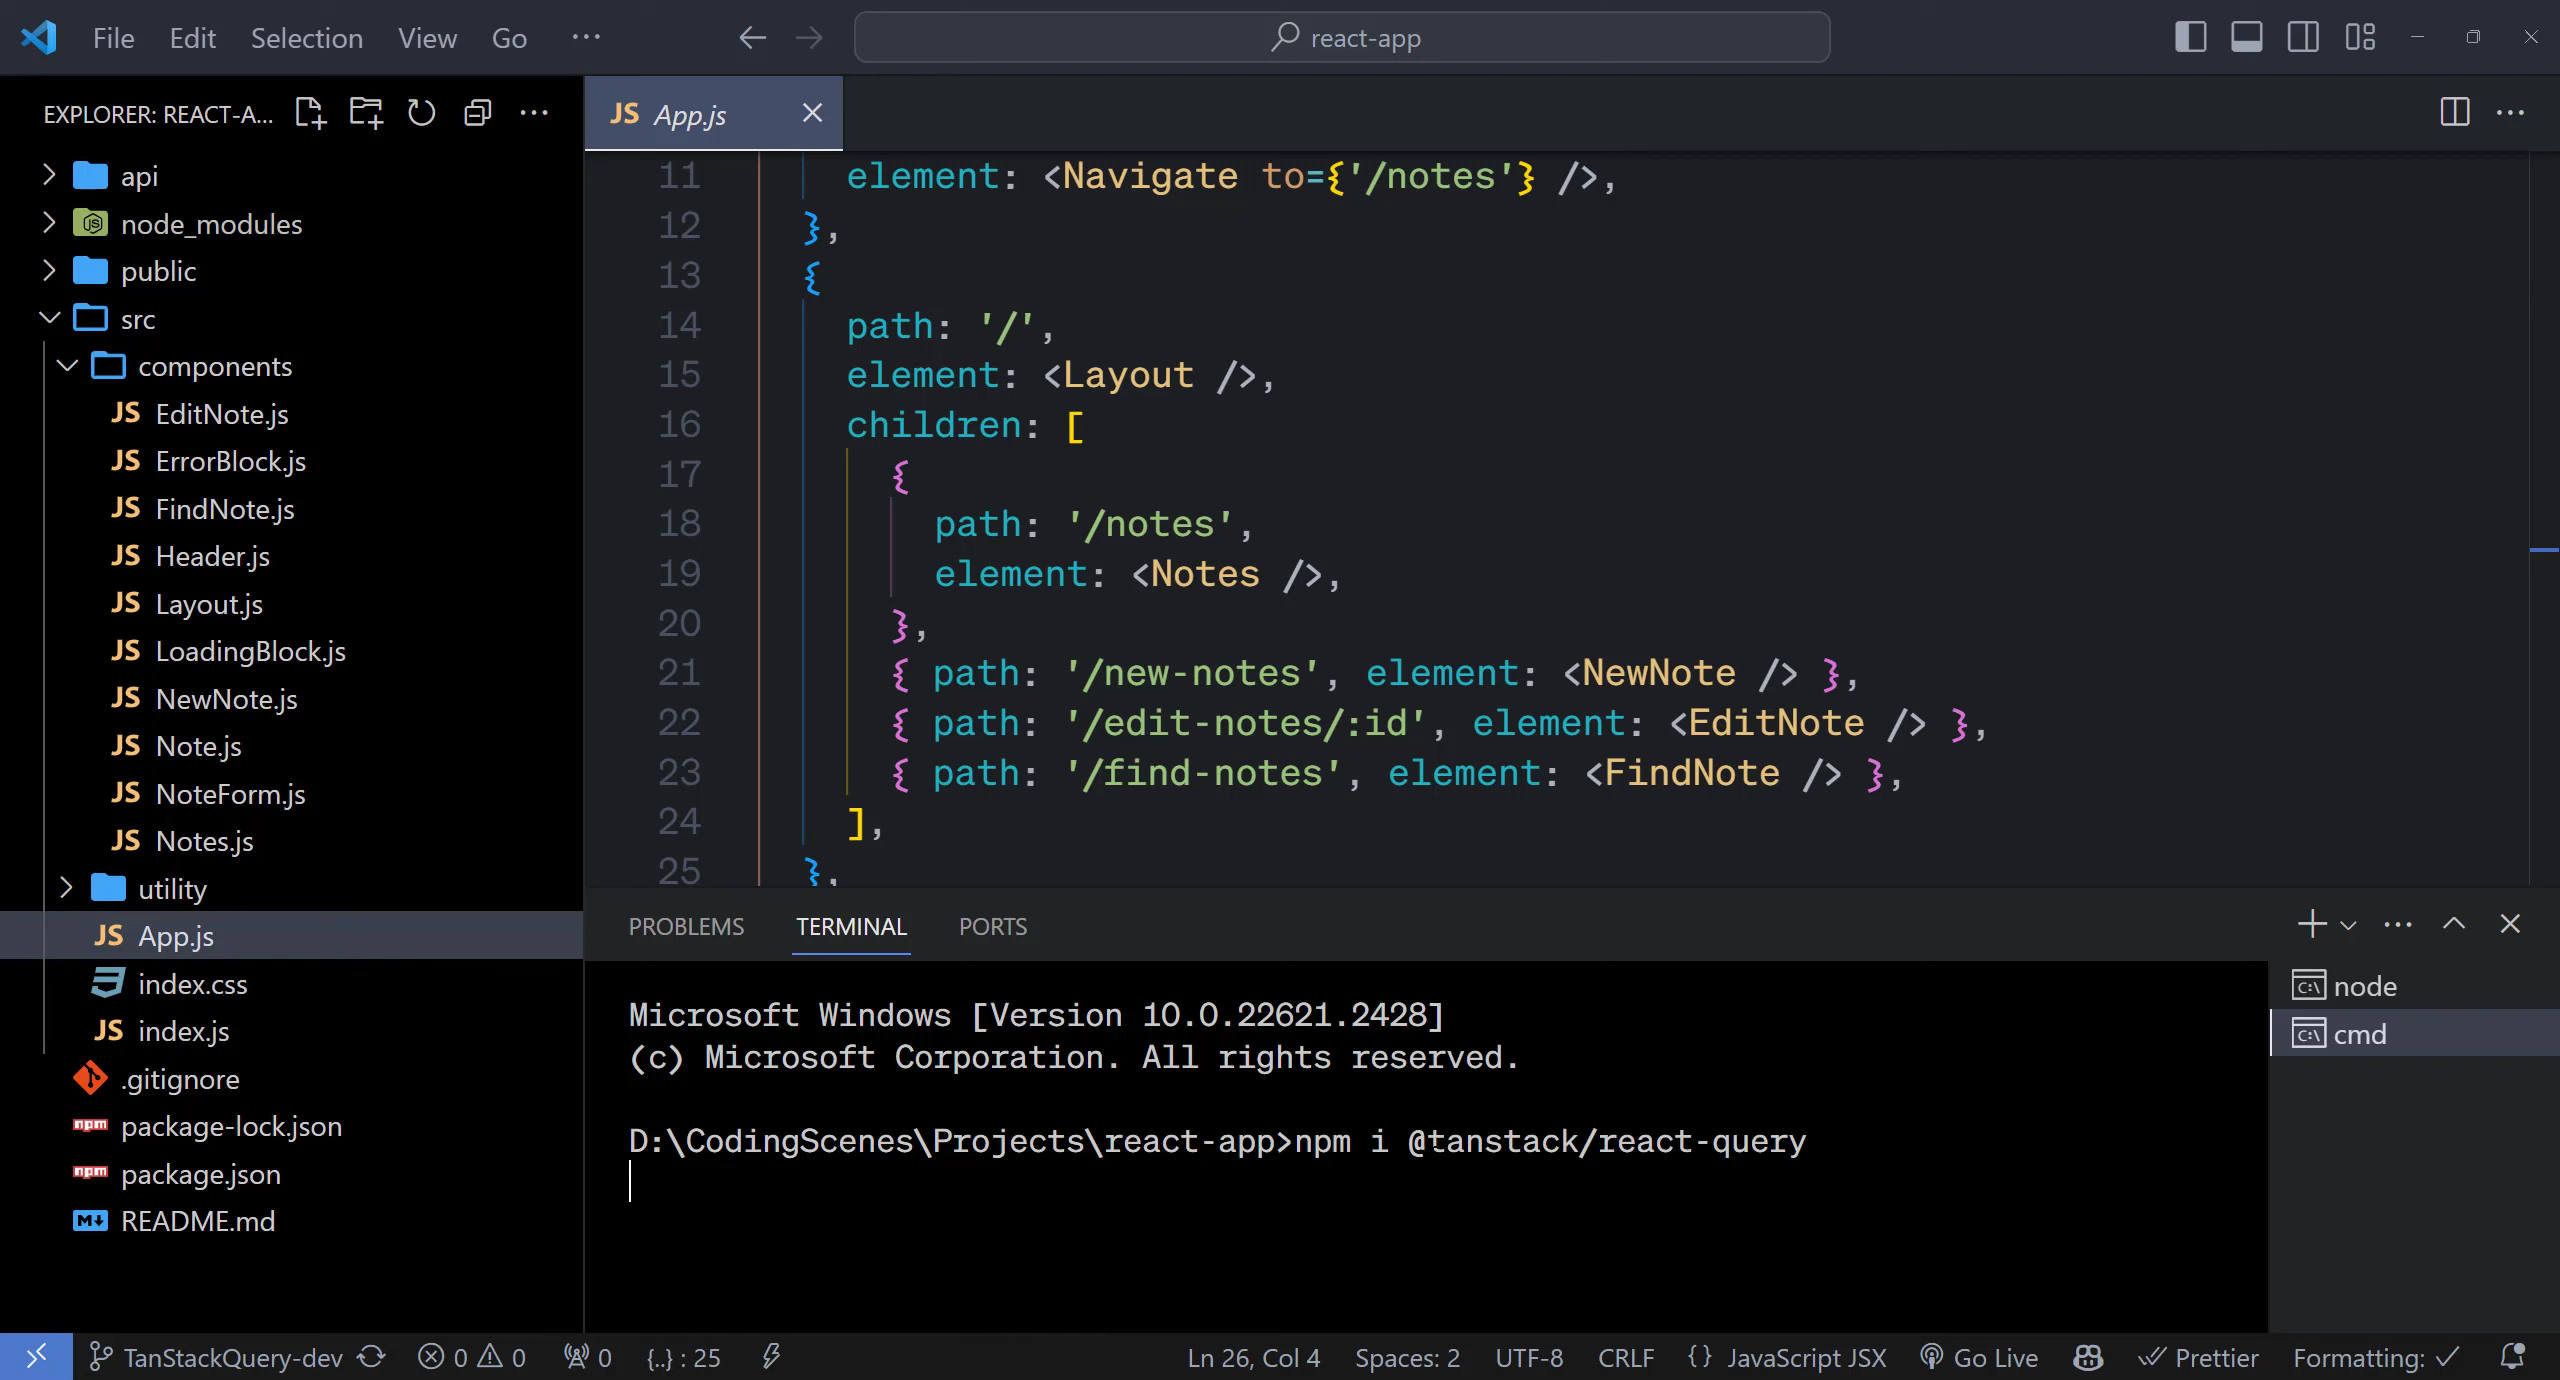 File Edit Selection View Go ···
react-app
EXPLORER: REACT-A...
api
node_modules
public
src
components
JS EditNote.js
JS ErrorBlock.js
JS FindNote.js
JS Header.js
JS Layout.js
JS LoadingBlock.js
JS NewNote.js
JS Note.js
JS NoteForm.js
JS Notes.js
utility
JS App.js
index.css
JS index.js
.gitignore
npm package-lock.json
npm package.json
M README.md
JS App.js
11 element: <Navigate to={'/notes'} />,
12 },
13 {
14 path: '/',
15 element: <Layout />,
16 children: [
17 {
18 path: '/notes',
19 element: <Notes />,
20 },
21 { path: '/new-notes', element: <NewNote /> },
22 { path: '/edit-notes/:id', element: <EditNote /> },
23 { path: '/find-notes', element: <FindNote /> },
24 ],
25 },
PROBLEMS TERMINAL PORTS
Microsoft Windows [Version 10.0.22621.2428]
(c) Microsoft Corporation. All rights reserved.
D:\CodingScenes\Projects\react-app>npm i @tanstack/react-query
C:\ node
C:\ cmd
TanStackQuery-dev 0 0 0 {..} : 25 Ln 26, Col 4 Spaces: 2 UTF-8 CRLF {} JavaScript JSX Go Live Prettier Formatting: ✓